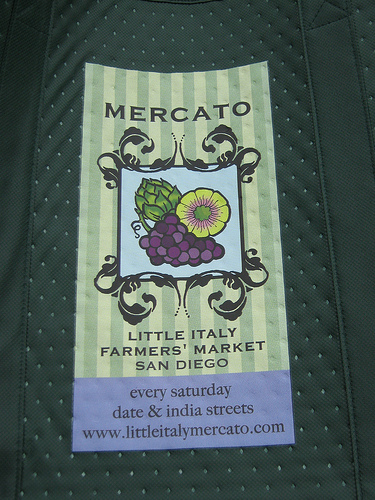 MERCATO
LITTLE ITALY
FARMERS' MARKET
SAN DIEGO
every saturday
date & india streets
www.littleitalymercato.com